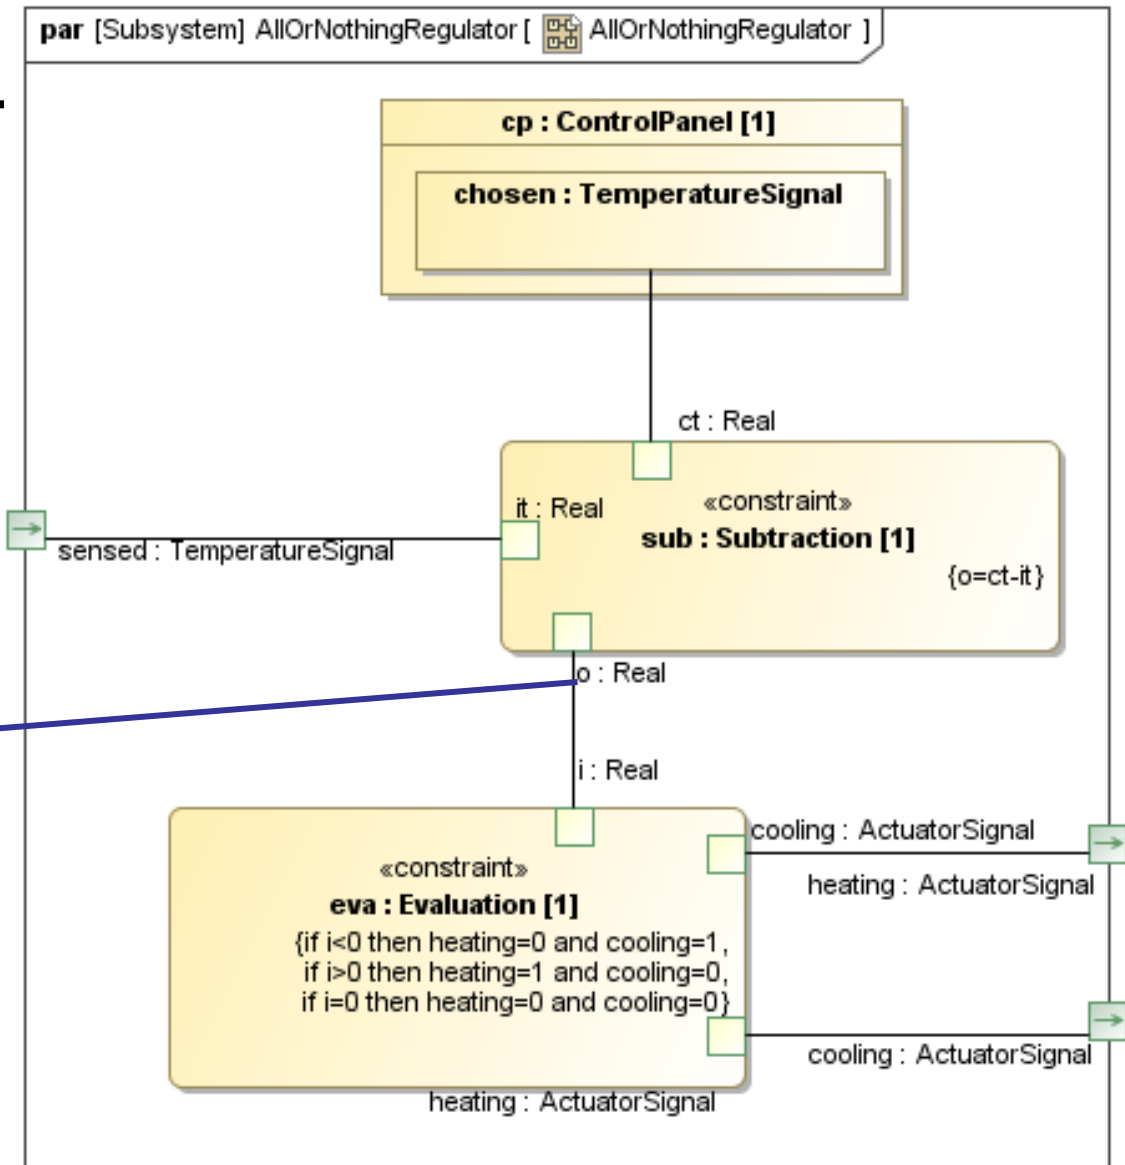 par [Subsystem] AllOrNothingRegulator [ AllOrNothingRegulator ]
cp : ControlPanel [1]
chosen : TemperatureSignal
ct : Real
it : Real
«constraint»
sub : Subtraction [1]
{o=ct-it}
sensed : TemperatureSignal
o : Real
i : Real
cooling : ActuatorSignal
heating : ActuatorSignal
«constraint»
eva : Evaluation [1]
{if i<0 then heating=0 and cooling=1,
if i>0 then heating=1 and cooling=0,
if i=0 then heating=0 and cooling=0}
cooling : ActuatorSignal
heating : ActuatorSignal